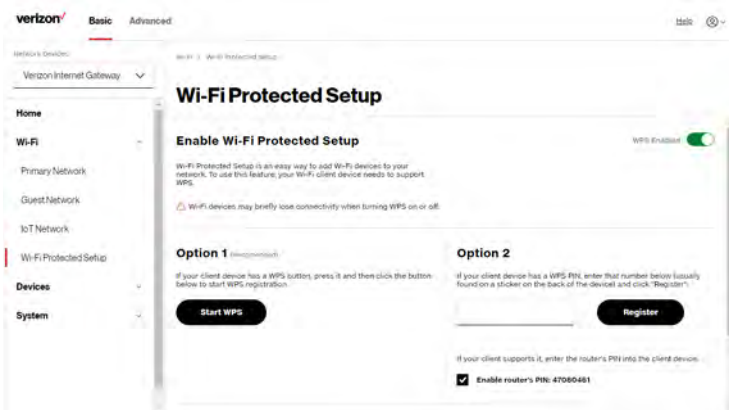 verizon Basic Advanced Help
Network Devices:
Verizon Internet Gateway
Wi-Fi > Wi-Fi Protected Setup
Wi-Fi Protected Setup
Home
Wi-Fi
Primary Network
Guest Network
IoT Network
Wi-Fi Protected Setup
Devices
System
Enable Wi-Fi Protected Setup
WPS Enabled
Wi-Fi Protected Setup is an easy way to add Wi-Fi devices to your
network. To use this feature, your Wi-Fi client device needs to support
WPS.
Wi-Fi devices may briefly lose connectivity when turning WPS on or off.
Option 1 (recommended)
If your client device has a WPS button, press it and then click the button
below to start WPS registration.
Start WPS
Option 2
If your client device has a WPS PIN, enter that number below (usually
found on a sticker on the back of the device) and click "Register":
Register
If your client supports it, enter the router's PIN into the client device.
Enable router's PIN: 47080461